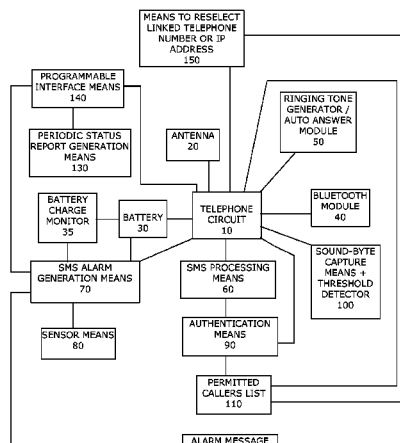 MEANS TO RESELECT
LINKED TELEPHONE
NUMBER OR IP
ADDRESS
150
PROGRAMMABLE
INTERFACE MEANS
140
RINGING TONE
GENERATOR /
AUTO ANSWER
MODULE
50
ANTENNA
20
PERIODIC STATUS
REPORT GENERATION
MEANS
130
BATTERY
CHARGE
MONITOR
35
BATTERY
30
TELEPHONE
CIRCUIT
10
BLUETOOTH
MODULE
40
SMS ALARM
GENERATION MEANS
70
SMS PROCESSING
MEANS
60
SOUND-BYTE
CAPTURE
MEANS +
THRESHOLD
DETECTOR
100
SENSOR MEANS
80
AUTHENTICATION
MEANS
90
PERMITTED
CALLERS LIST
110
ALARM MESSAGE